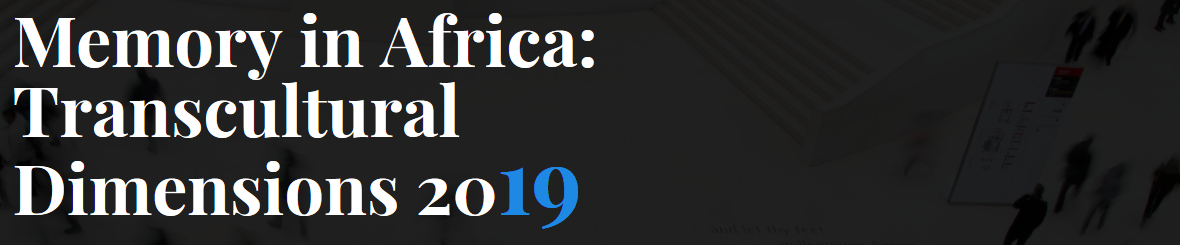 Memory in Africa:
Transcultural
Dimensions 2019